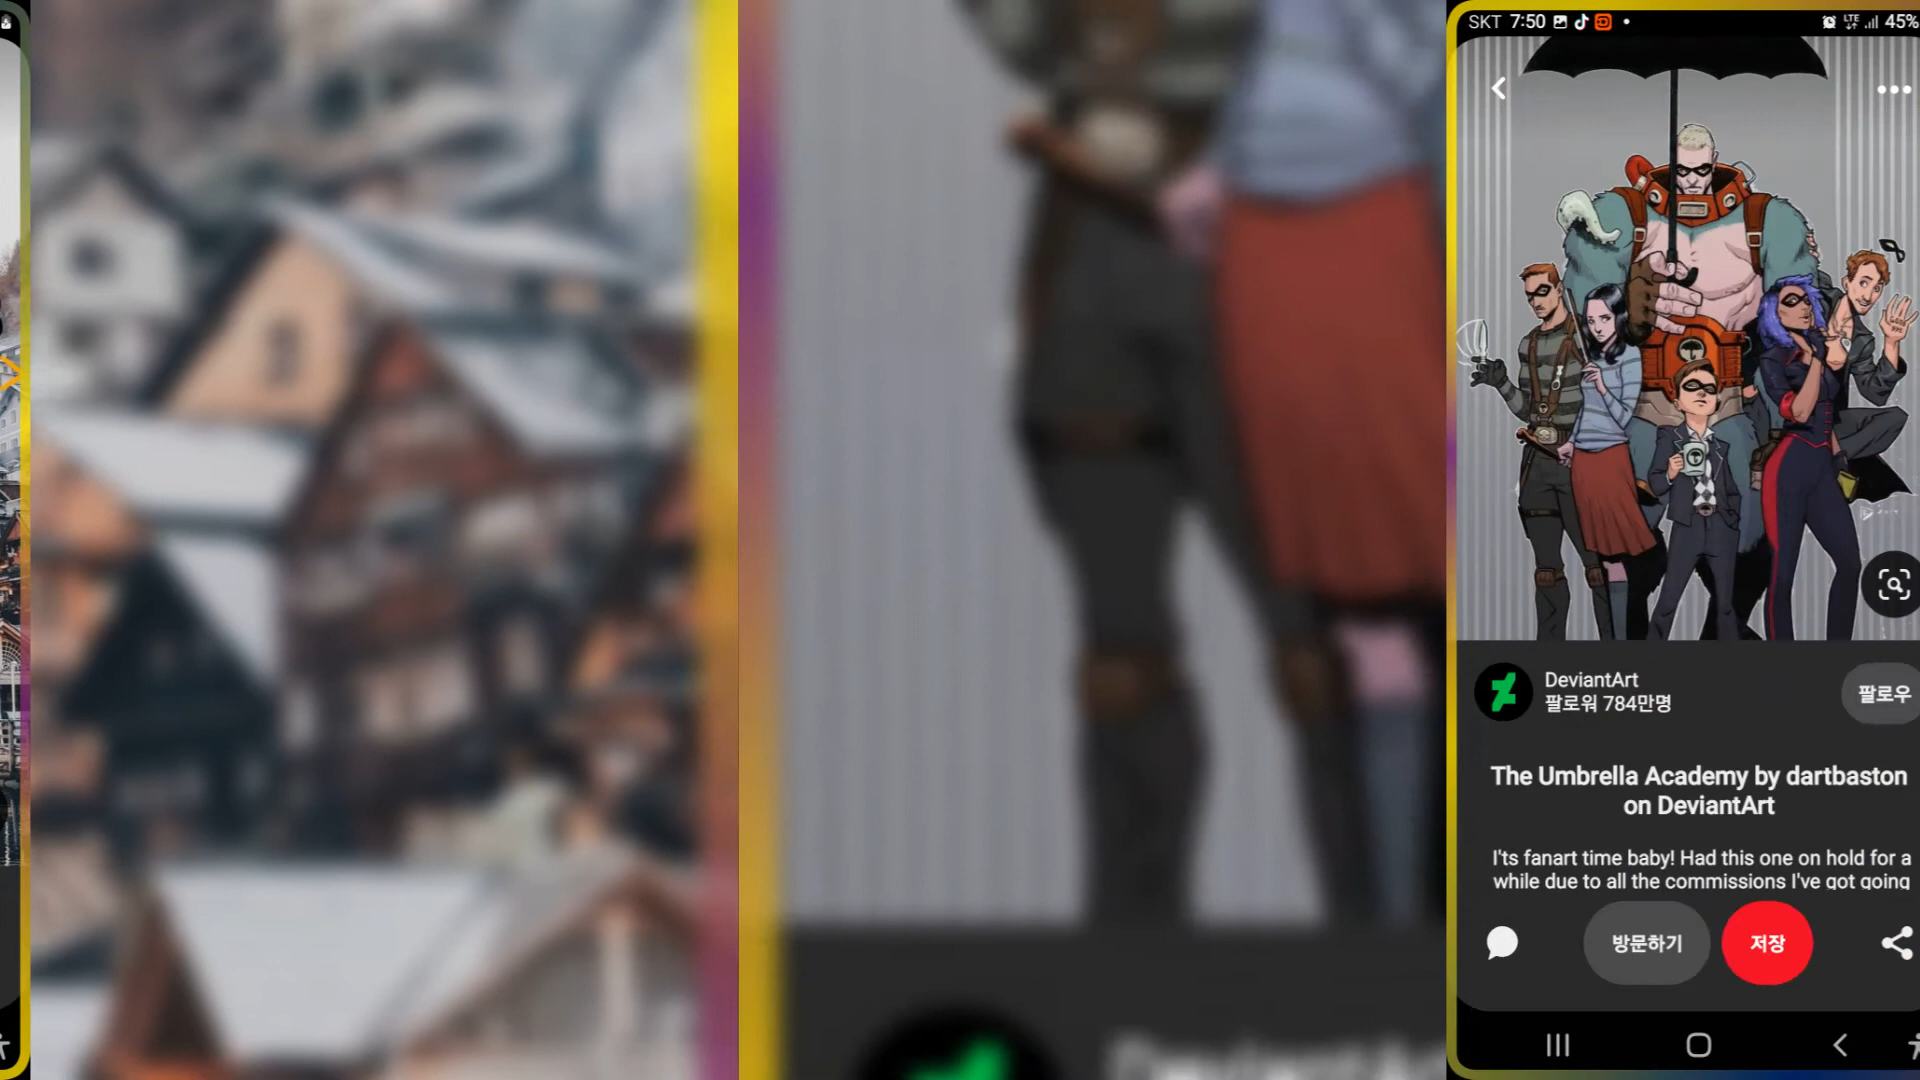 SKT 7:50
LTE 45%
DeviantArt
팔로워 784만명
팔로우
The Umbrella Academy by dartbaston
on DeviantArt
I'ts fanart time baby! Had this one on hold for a
while due to all the commissions I've got going
방문하기
저장